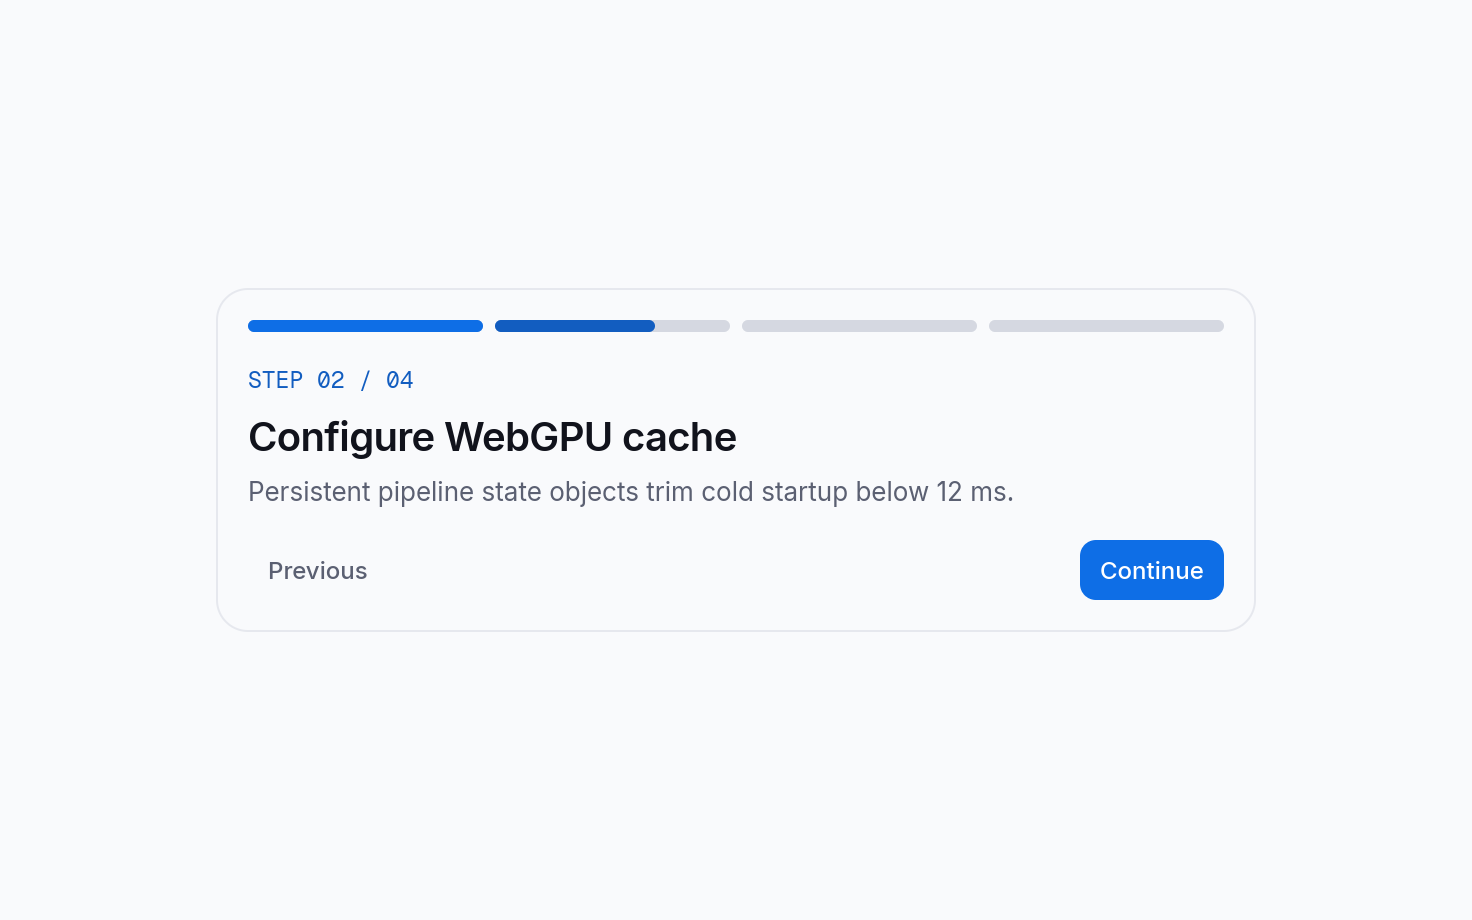 STEP 02 / 04
Configure WebGPU cache
Persistent pipeline state objects trim cold startup below 12 ms.
Previous
Continue